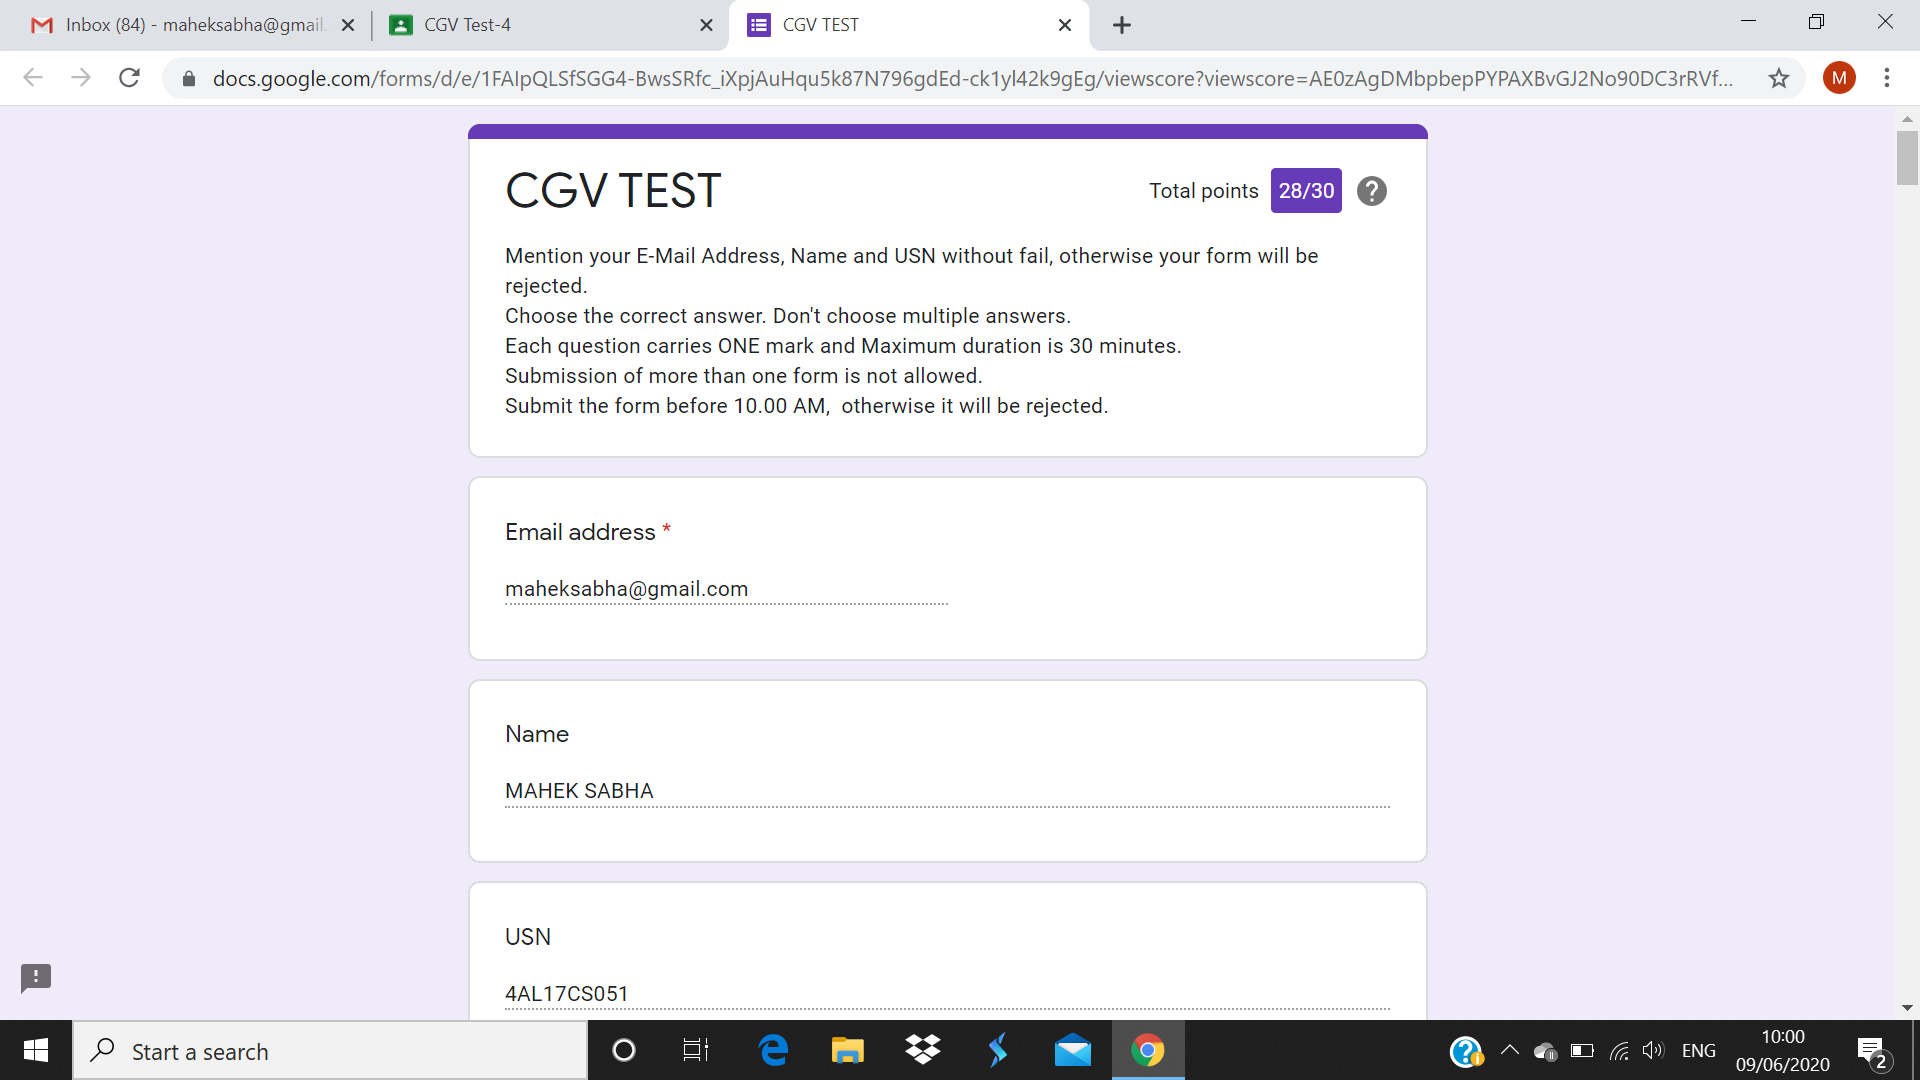 Inbox (84) - maheksabha@gmail.
CGV Test-4
CGV TEST
docs.google.com/forms/d/e/1FAIpQLSfSGG4-BwsSRfc_iXpjAuHqu5k87N796gdEd-ck1yl42k9gEg/viewscore?viewscore=AE0zAgDMbpbepPYPAXBvGJ2No90DC3rRVf...
M
CGV TEST
Total points 28/30
Mention your E-Mail Address, Name and USN without fail, otherwise your form will be
rejected.
Choose the correct answer. Don't choose multiple answers.
Each question carries ONE mark and Maximum duration is 30 minutes.
Submission of more than one form is not allowed.
Submit the form before 10.00 AM,  otherwise it will be rejected.
Email address *
maheksabha@gmail.com
Name
MAHEK SABHA
USN
4AL17CS051
Start a search
ENG
10:00
09/06/2020
2